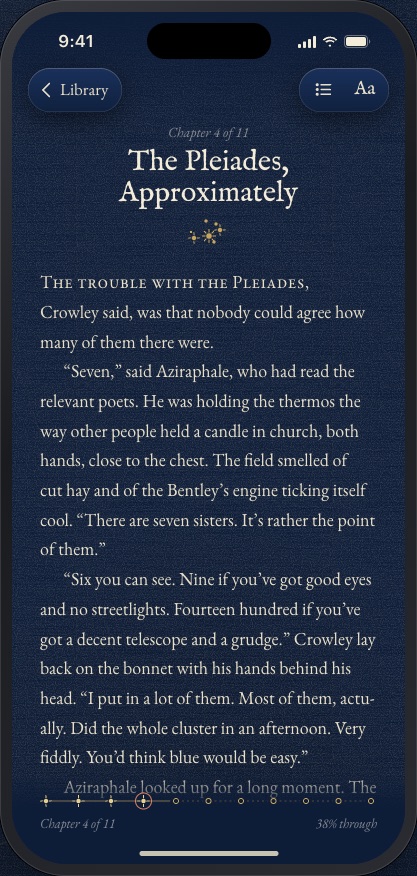 9:41
Library
Aa
Chapter 4 of 11
The Pleiades,
Approximately
The trouble with the Pleiades,
Crowley said, was that nobody could agree how
many of them there were.
“Seven,” said Aziraphale, who had read the
relevant poets. He was holding the thermos the
way other people held a candle in church, both
hands, close to the chest. The field smelled of
cut hay and of the Bentley’s engine ticking itself
cool. “There are seven sisters. It’s rather the point
of them.”
“Six you can see. Nine if you’ve got good eyes
and no streetlights. Fourteen hundred if you’ve
got a decent telescope and a grudge.” Crowley lay
back on the bonnet with his hands behind his
head. “I put in a lot of them. Most of them, actu-
ally. Did the whole cluster in an afternoon. Very
fiddly. You’d think blue would be easy.”
Aziraphale looked up for a long moment. The
Chapter 4 of 11
38% through